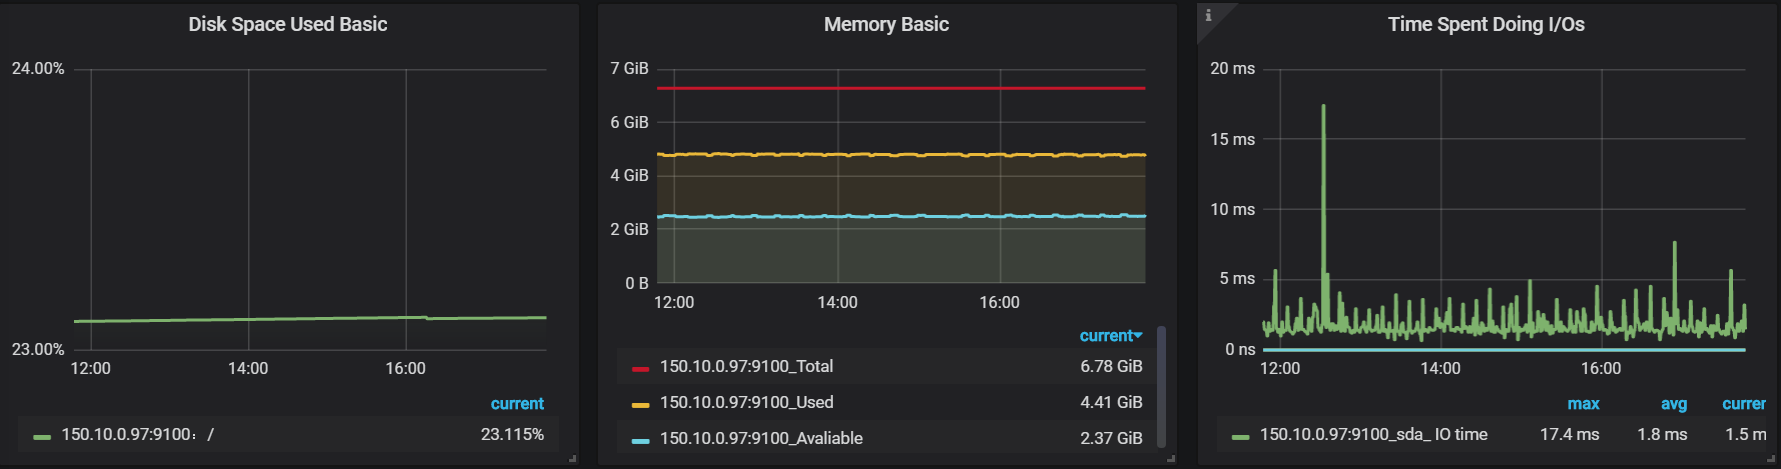 Disk Space Used Basic
24.00%
23.00%
12:00 14:00 16:00
current
150.10.0.97:9100：/ 23.115%
Memory Basic
7 GiB
6 GiB
4 GiB
2 GiB
0 B
12:00 14:00 16:00
current
150.10.0.97:9100_Total 6.78 GiB
150.10.0.97:9100_Used 4.41 GiB
150.10.0.97:9100_Avaliable 2.37 GiB
i
Time Spent Doing I/Os
20 ms
15 ms
10 ms
5 ms
0 ns
12:00 14:00 16:00
max avg currer
150.10.0.97:9100_sda_ IO time 17.4 ms 1.8 ms 1.5 m